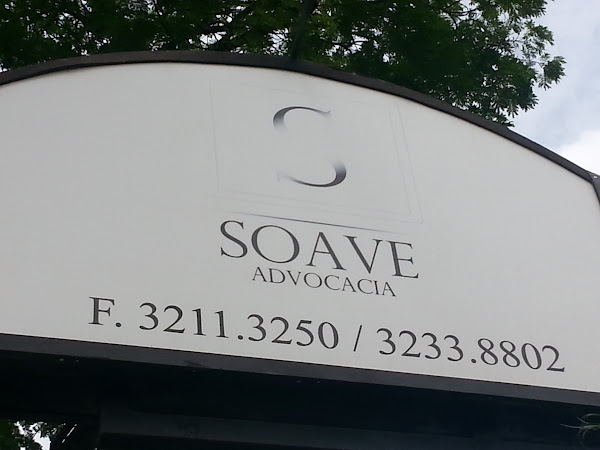 S
SOAVE
ADVOCACIA
F. 3211.3250 / 3233.8802